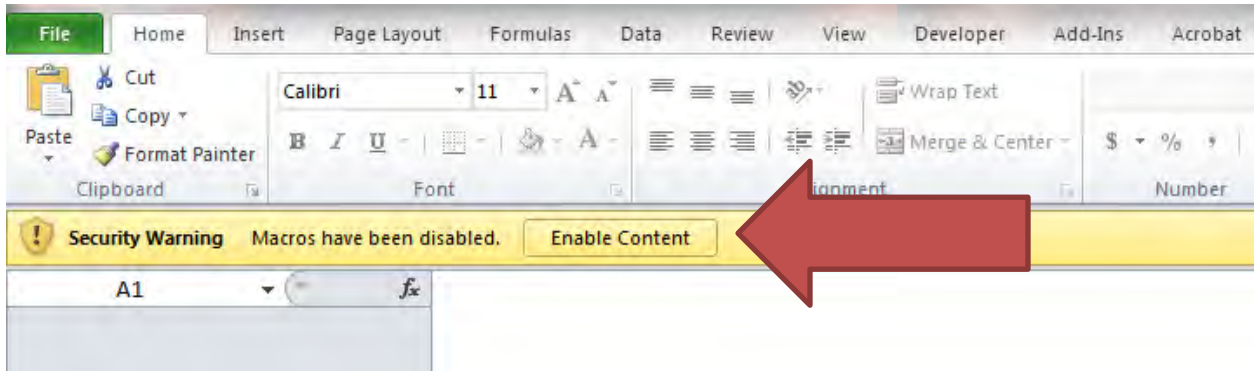 File Home Insert Page Layout Formulas Data Review View Developer Add-Ins Acrobat
Cut
Copy
Paste
Format Painter
Calibri 11 A A
B I U A
Wrap Text
Merge & Center
$ % ,
Clipboard Font ignment Number
! Security Warning Macros have been disabled. Enable Content
A1 fx